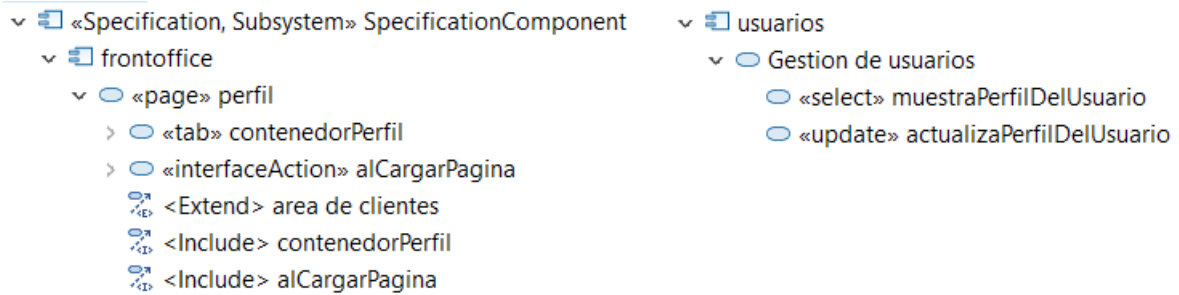 «Specification, Subsystem» SpecificationComponent
frontoffice
«page» perfil
«tab» contenedorPerfil
«interfaceAction» alCargarPagina
<Extend> area de clientes
<Include> contenedorPerfil
<Include> alCargarPagina
usuarios
Gestion de usuarios
«select» muestraPerfilDelUsuario
«update» actualizaPerfilDelUsuario